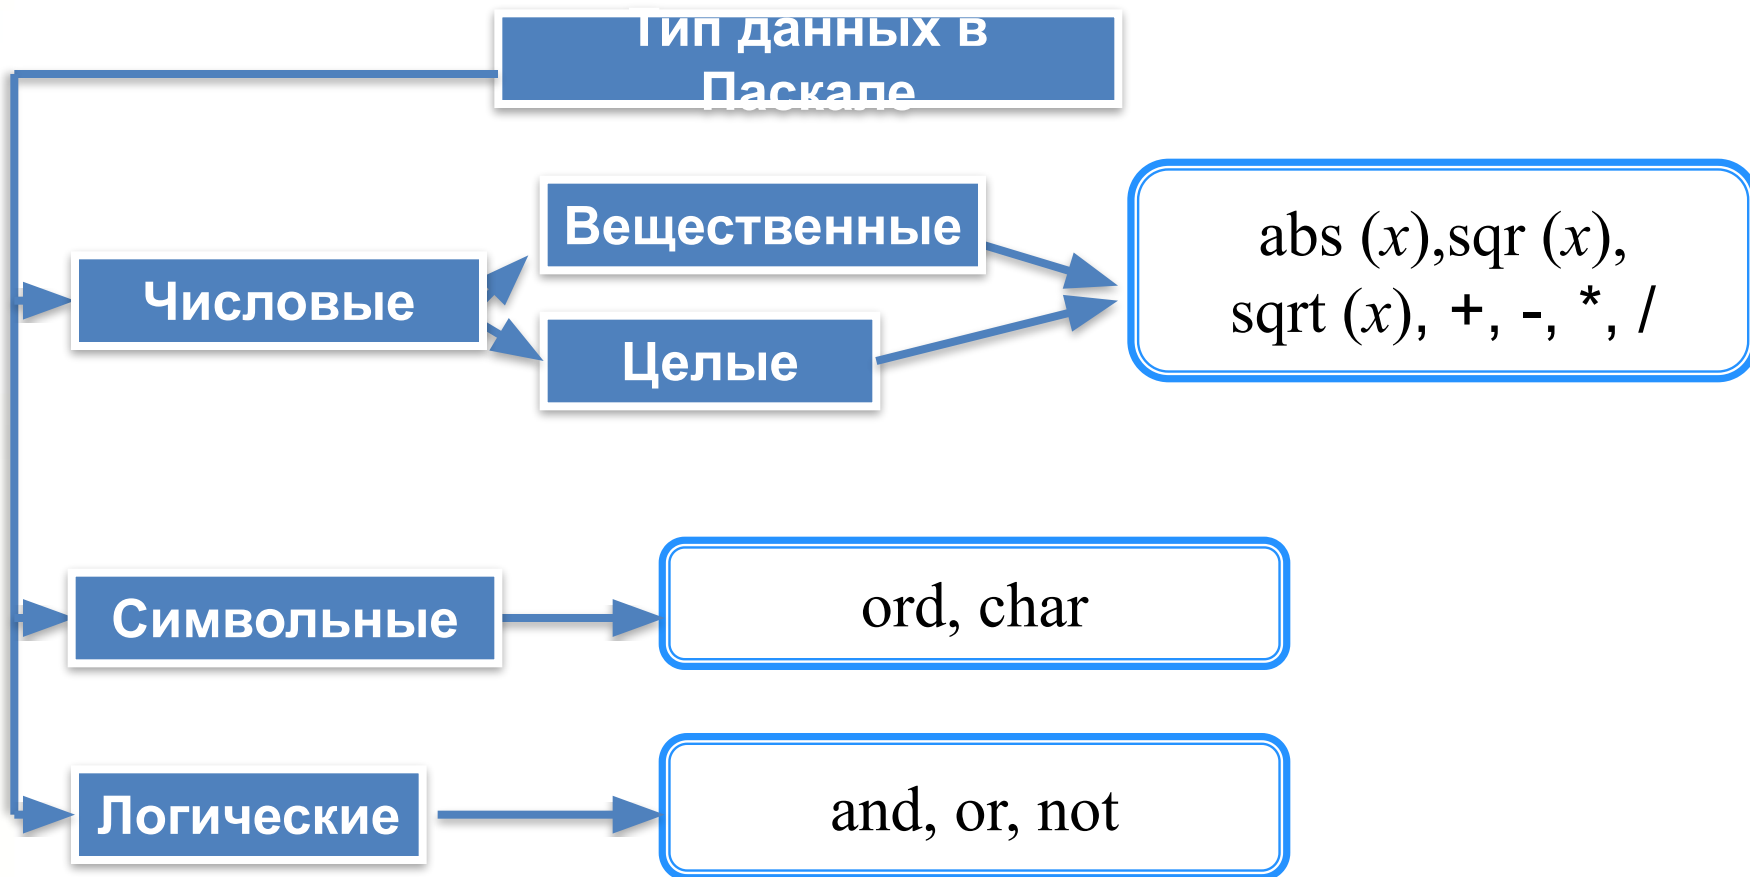 Тип данных в
Паскале
Вещественные
abs (x),sqr (x),
sqrt (x), +, -, *, /
Числовые
Целые
Символьные
ord, char
Логические
and, or, not